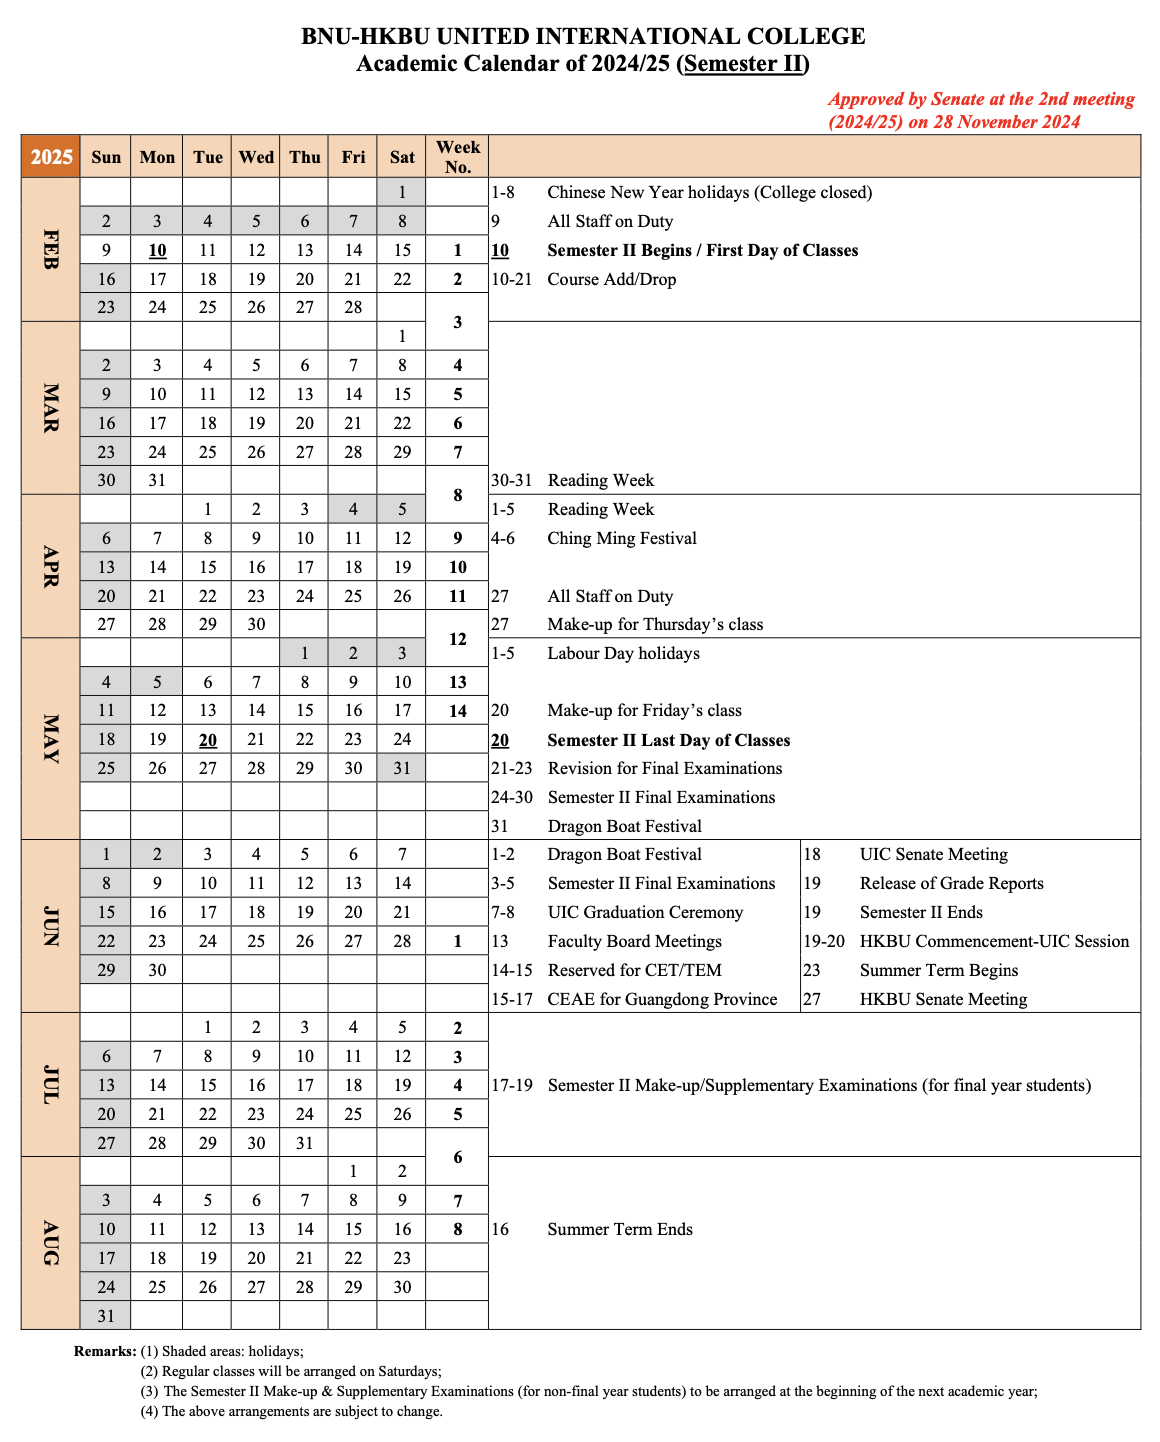 BNU-HKBU UNITED INTERNATIONAL COLLEGE
Academic Calendar of 2024/25 (Semester II)
Approved by Senate at the 2nd meeting
(2024/25) on 28 November 2024
2025 Sun Mon Tue Wed Thu Fri Sat Week No.
FEB
1 1-8 Chinese New Year holidays (College closed)
2 3 4 5 6 7 8 9 All Staff on Duty
9 10 11 12 13 14 15 1 10 Semester II Begins / First Day of Classes
16 17 18 19 20 21 22 2 10-21 Course Add/Drop
23 24 25 26 27 28
3
MAR
1
2 3 4 5 6 7 8 4
9 10 11 12 13 14 15 5
16 17 18 19 20 21 22 6
23 24 25 26 27 28 29 7
30 31 30-31 Reading Week
8
APR
1 2 3 4 5 1-5 Reading Week
6 7 8 9 10 11 12 9 4-6 Ching Ming Festival
13 14 15 16 17 18 19 10
20 21 22 23 24 25 26 11 27 All Staff on Duty
27 28 29 30 27 Make-up for Thursday’s class
12
MAY
1 2 3 1-5 Labour Day holidays
4 5 6 7 8 9 10 13
11 12 13 14 15 16 17 14 20 Make-up for Friday’s class
18 19 20 21 22 23 24 20 Semester II Last Day of Classes
25 26 27 28 29 30 31 21-23 Revision for Final Examinations
24-30 Semester II Final Examinations
31 Dragon Boat Festival
JUN
1 2 3 4 5 6 7 1-2 Dragon Boat Festival 18 UIC Senate Meeting
8 9 10 11 12 13 14 3-5 Semester II Final Examinations 19 Release of Grade Reports
15 16 17 18 19 20 21 7-8 UIC Graduation Ceremony 19 Semester II Ends
22 23 24 25 26 27 28 1 13 Faculty Board Meetings 19-20 HKBU Commencement-UIC Session
29 30 14-15 Reserved for CET/TEM 23 Summer Term Begins
15-17 CEAE for Guangdong Province 27 HKBU Senate Meeting
JUL
1 2 3 4 5 2
6 7 8 9 10 11 12 3
13 14 15 16 17 18 19 4 17-19 Semester II Make-up/Supplementary Examinations (for final year students)
20 21 22 23 24 25 26 5
27 28 29 30 31
6
AUG
1 2
3 4 5 6 7 8 9 7
10 11 12 13 14 15 16 8 16 Summer Term Ends
17 18 19 20 21 22 23
24 25 26 27 28 29 30
31
Remarks: (1) Shaded areas: holidays;
(2) Regular classes will be arranged on Saturdays;
(3) The Semester II Make-up & Supplementary Examinations (for non-final year students) to be arranged at the beginning of the next academic year;
(4) The above arrangements are subject to change.